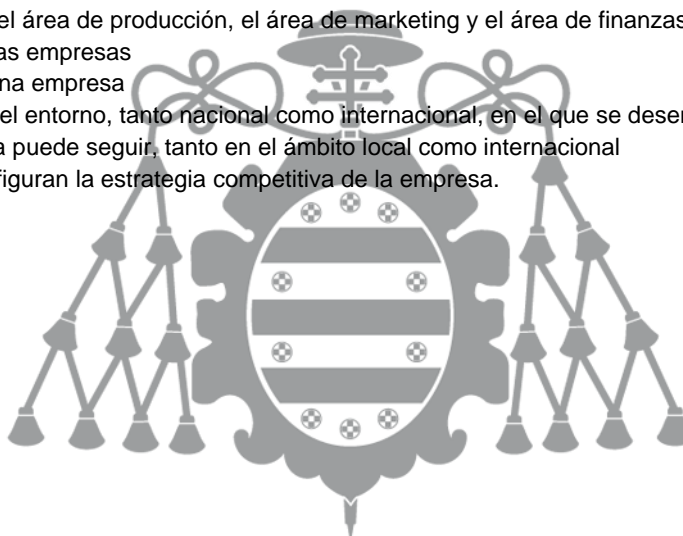 el área de producción, el área de marketing y el área de finanzas
as empresas
na empresa
el entorno, tanto nacional como internacional, en el que se deser
a puede seguir, tanto en el ámbito local como internacional
figuran la estrategia competitiva de la empresa.